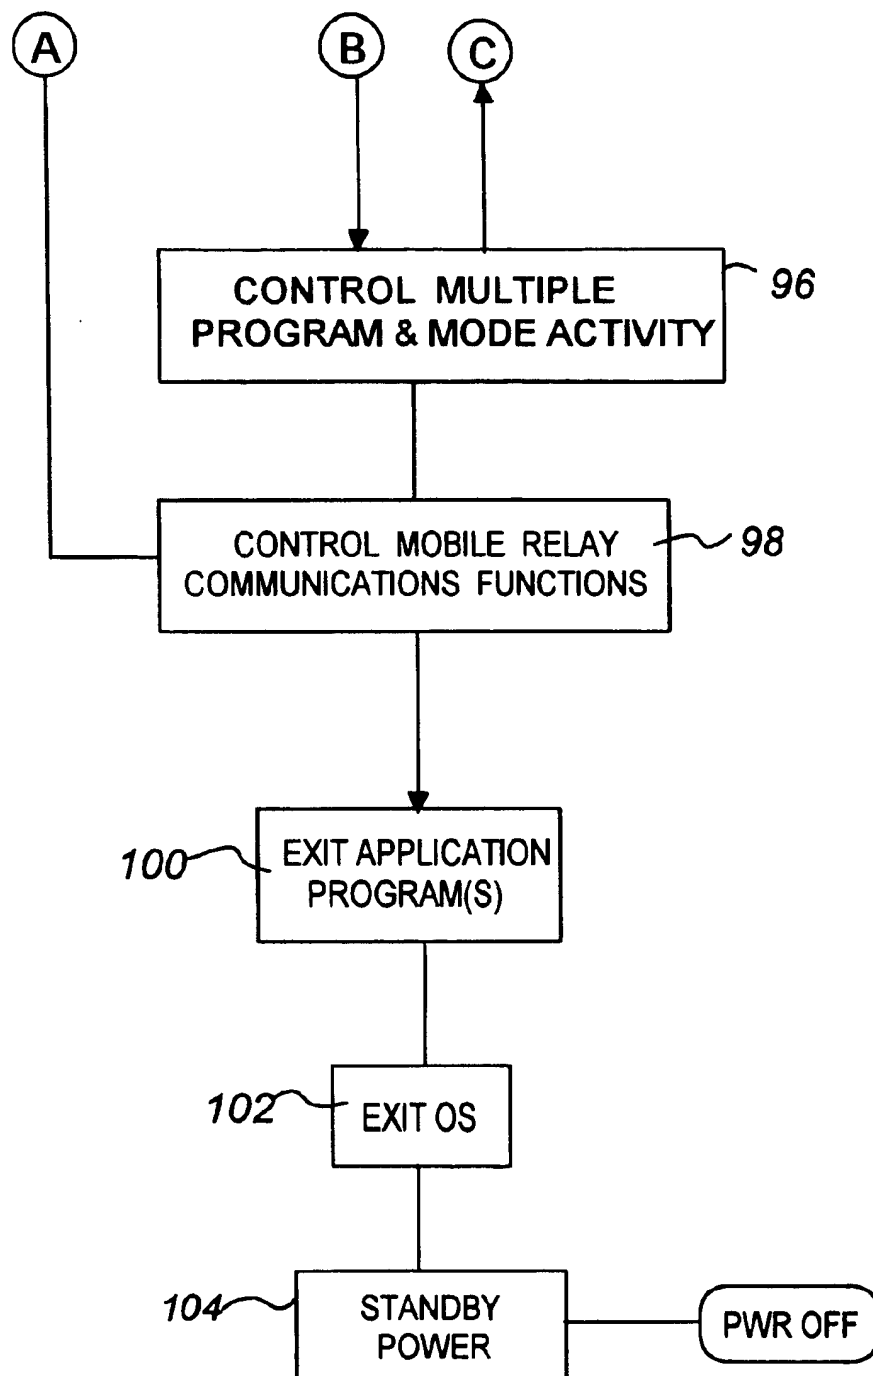 A
B
C
CONTROL MULTIPLE
PROGRAM & MODE ACTIVITY
96
CONTROL MOBILE RELAY
COMMUNICATIONS FUNCTIONS
98
100
EXIT APPLICATION
PROGRAM(S)
102
EXIT OS
104
STANDBY
POWER
PWR OFF